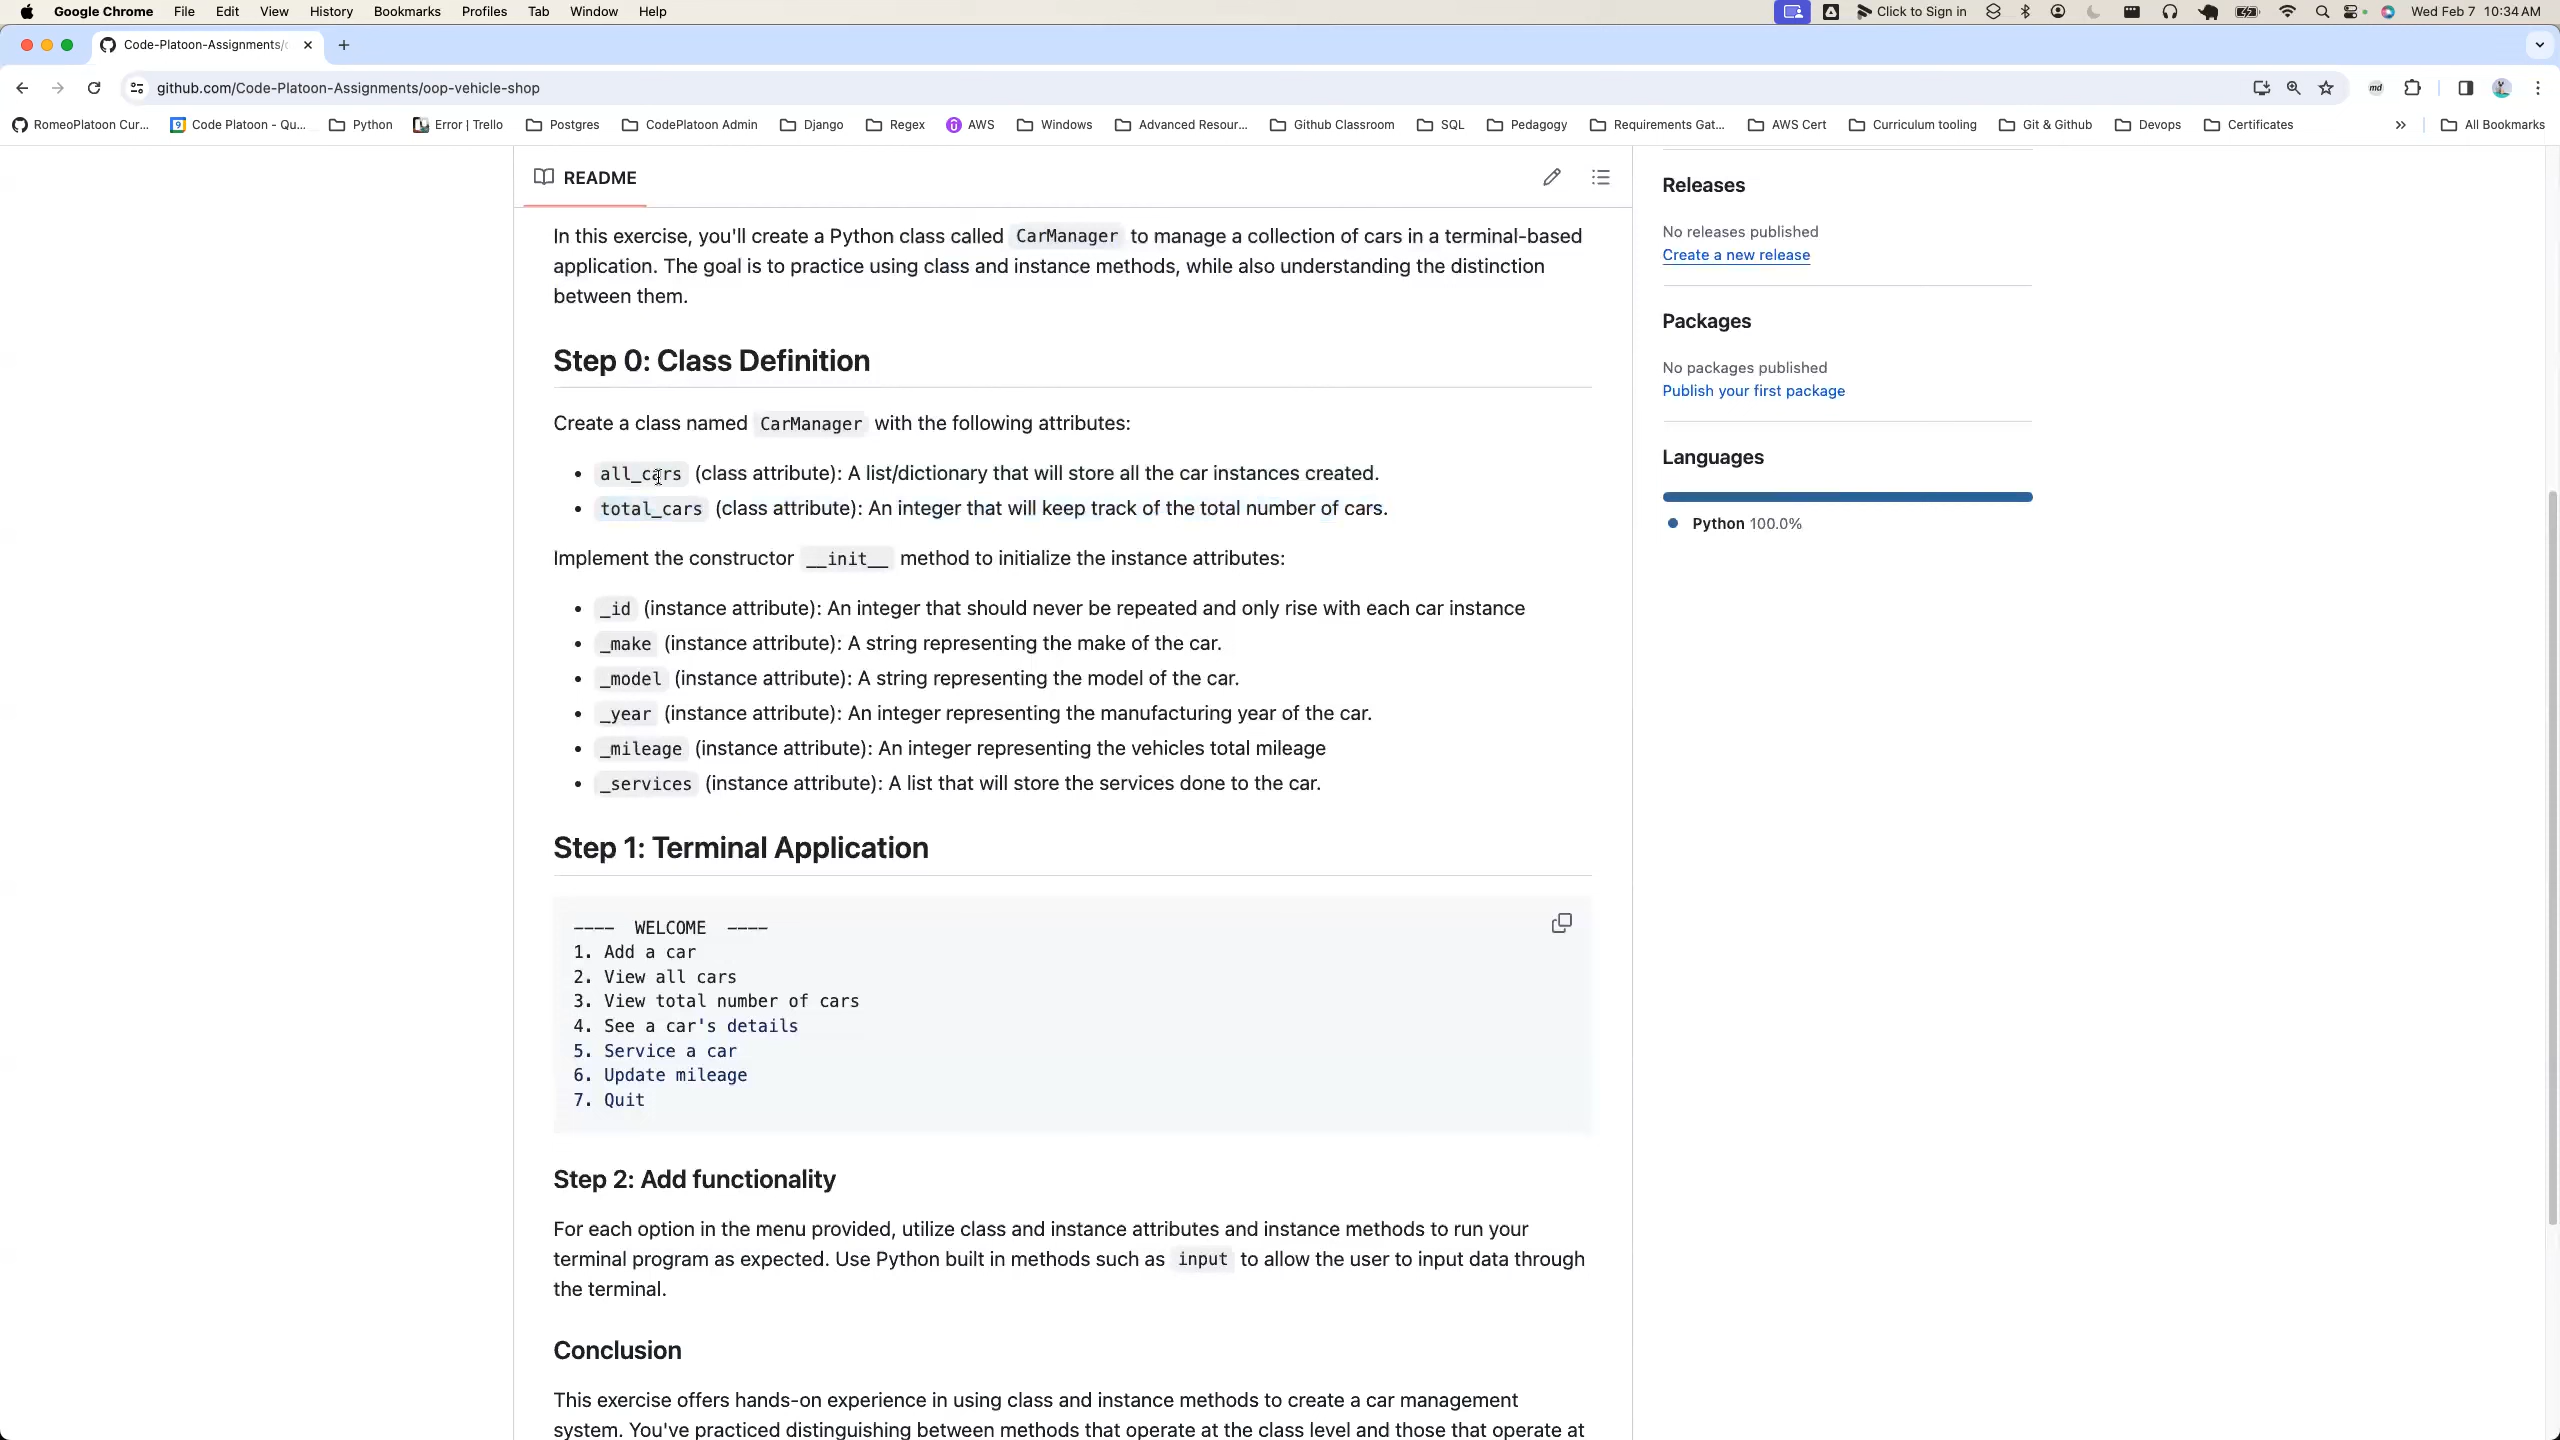 Google Chrome File Edit View History Bookmarks Profiles Tab Window Help Click to Sign in Wed Feb 7 10:34 AM
Code-Platoon-Assignments/
github.com/Code-Platoon-Assignments/oop-vehicle-shop
RomeoPlatoon Cur... Code Platoon - Qu... Python Error | Trello Postgres CodePlatoon Admin Django Regex AWS Windows Advanced Resour... Github Classroom SQL Pedagogy Requirements Gat... AWS Cert Curriculum tooling Git & Github Devops Certificates » All Bookmarks
README
In this exercise, you'll create a Python class called CarManager to manage a collection of cars in a terminal-based
application. The goal is to practice using class and instance methods, while also understanding the distinction
between them.
Step 0: Class Definition
Create a class named CarManager with the following attributes:
• all_cars (class attribute): A list/dictionary that will store all the car instances created.
• total_cars (class attribute): An integer that will keep track of the total number of cars.
Implement the constructor __init__ method to initialize the instance attributes:
• _id (instance attribute): An integer that should never be repeated and only rise with each car instance
• _make (instance attribute): A string representing the make of the car.
• _model (instance attribute): A string representing the model of the car.
• _year (instance attribute): An integer representing the manufacturing year of the car.
• _mileage (instance attribute): An integer representing the vehicles total mileage
• _services (instance attribute): A list that will store the services done to the car.
Step 1: Terminal Application
---- WELCOME ----
1. Add a car
2. View all cars
3. View total number of cars
4. See a car's details
5. Service a car
6. Update mileage
7. Quit
Step 2: Add functionality
For each option in the menu provided, utilize class and instance attributes and instance methods to run your
terminal program as expected. Use Python built in methods such as input to allow the user to input data through
the terminal.
Conclusion
This exercise offers hands-on experience in using class and instance methods to create a car management
system. You've practiced distinguishing between methods that operate at the class level and those that operate at
Releases
No releases published
Create a new release
Packages
No packages published
Publish your first package
Languages
Python 100.0%